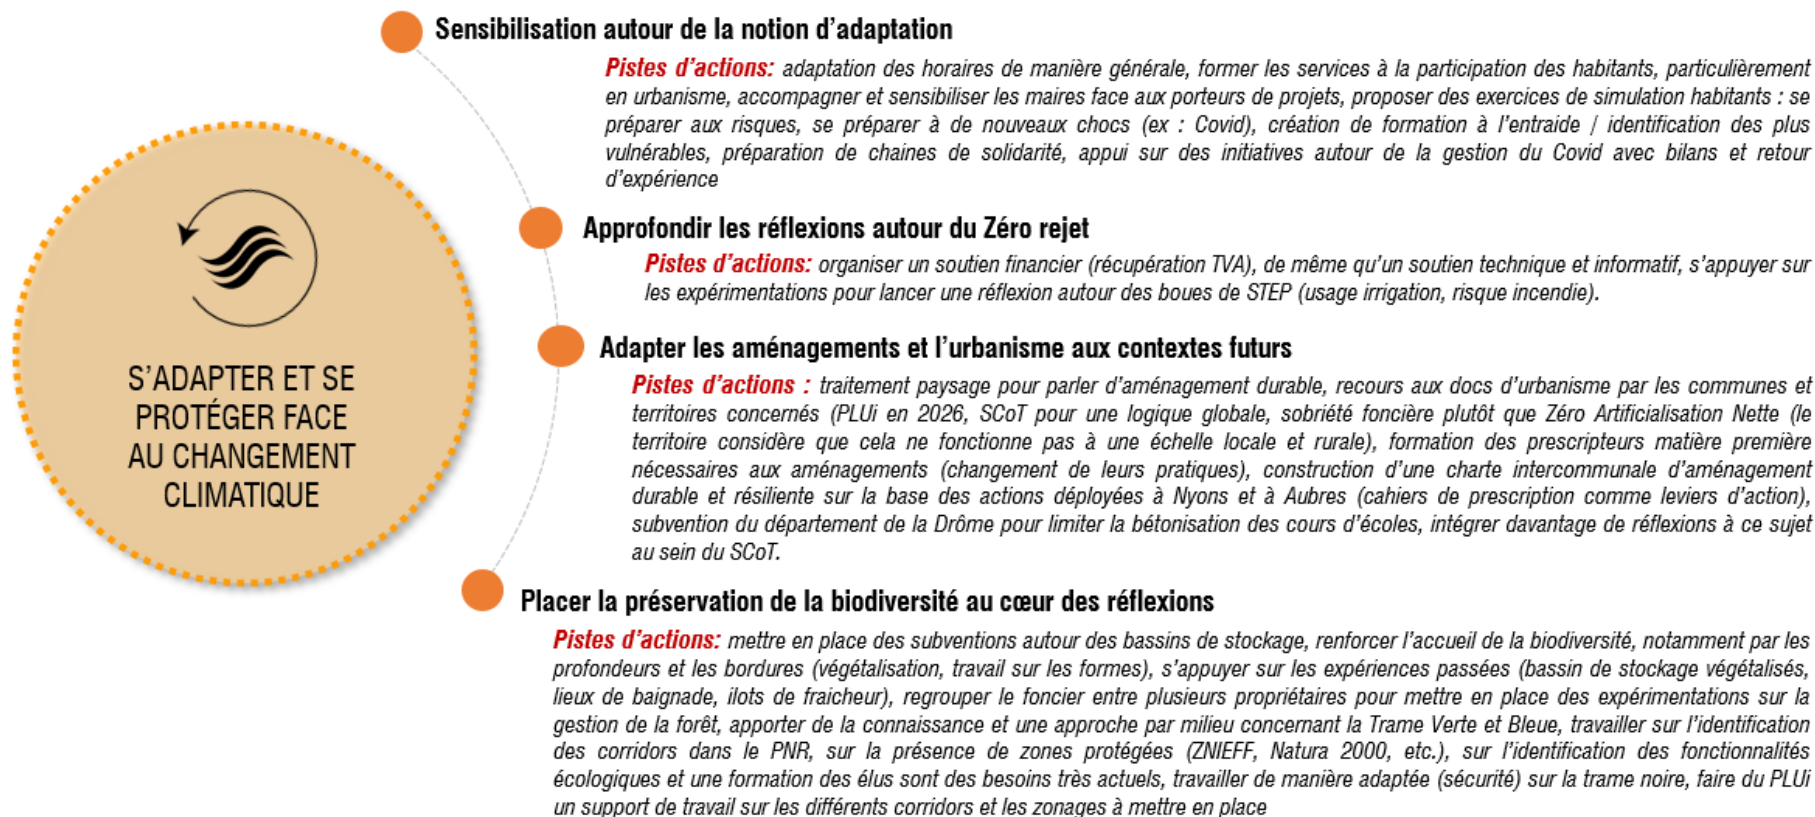 S'ADAPTER ET SE
PROTÉGER FACE
AU CHANGEMENT
CLIMATIQUE
Sensibilisation autour de la notion d'adaptation
Pistes d'actions: adaptation des horaires de manière générale, former les services à la participation des habitants, particulièrement
en urbanisme, accompagner et sensibiliser les maires face aux porteurs de projets, proposer des exercices de simulation habitants : se
préparer aux risques, se préparer à de nouveaux chocs (ex : Covid), création de formation à l'entraide / identification des plus
vulnérables, préparation de chaines de solidarité, appui sur des initiatives autour de la gestion du Covid avec bilans et retour
d'expérience
Approfondir les réflexions autour du Zéro rejet
Pistes d'actions: organiser un soutien financier (récupération TVA), de même qu'un soutien technique et informatif, s'appuyer sur
les expérimentations pour lancer une réflexion autour des boues de STEP (usage irrigation, risque incendie).
Adapter les aménagements et l'urbanisme aux contextes futurs
Pistes d'actions : traitement paysage pour parler d'aménagement durable, recours aux docs d'urbanisme par les communes et
territoires concernés (PLUi en 2026, SCoT pour une logique globale, sobriété foncière plutôt que Zéro Artificialisation Nette (le
territoire considère que cela ne fonctionne pas à une échelle locale et rurale), formation des prescripteurs matière première
nécessaires aux aménagements (changement de leurs pratiques), construction d'une charte intercommunale d'aménagement
durable et résiliente sur la base des actions déployées à Nyons et à Aubres (cahiers de prescription comme leviers d'action),
subvention du département de la Drôme pour limiter la bétonisation des cours d'écoles, intégrer davantage de réflexions à ce sujet
au sein du SCoT.
Placer la préservation de la biodiversité au cœur des réflexions
Pistes d'actions: mettre en place des subventions autour des bassins de stockage, renforcer l'accueil de la biodiversité, notamment par les
profondeurs et les bordures (végétalisation, travail sur les formes), s'appuyer sur les expériences passées (bassin de stockage végétalisés,
lieux de baignade, ilots de fraicheur), regrouper le foncier entre plusieurs propriétaires pour mettre en place des expérimentations sur la
gestion de la forêt, apporter de la connaissance et une approche par milieu concernant la Trame Verte et Bleue, travailler sur l'identification
des corridors dans le PNR, sur la présence de zones protégées (ZNIEFF, Natura 2000, etc.), sur l'identification des fonctionnalités
écologiques et une formation des élus sont des besoins très actuels, travailler de manière adaptée (sécurité) sur la trame noire, faire du PLUi
un support de travail sur les différents corridors et les zonages à mettre en place